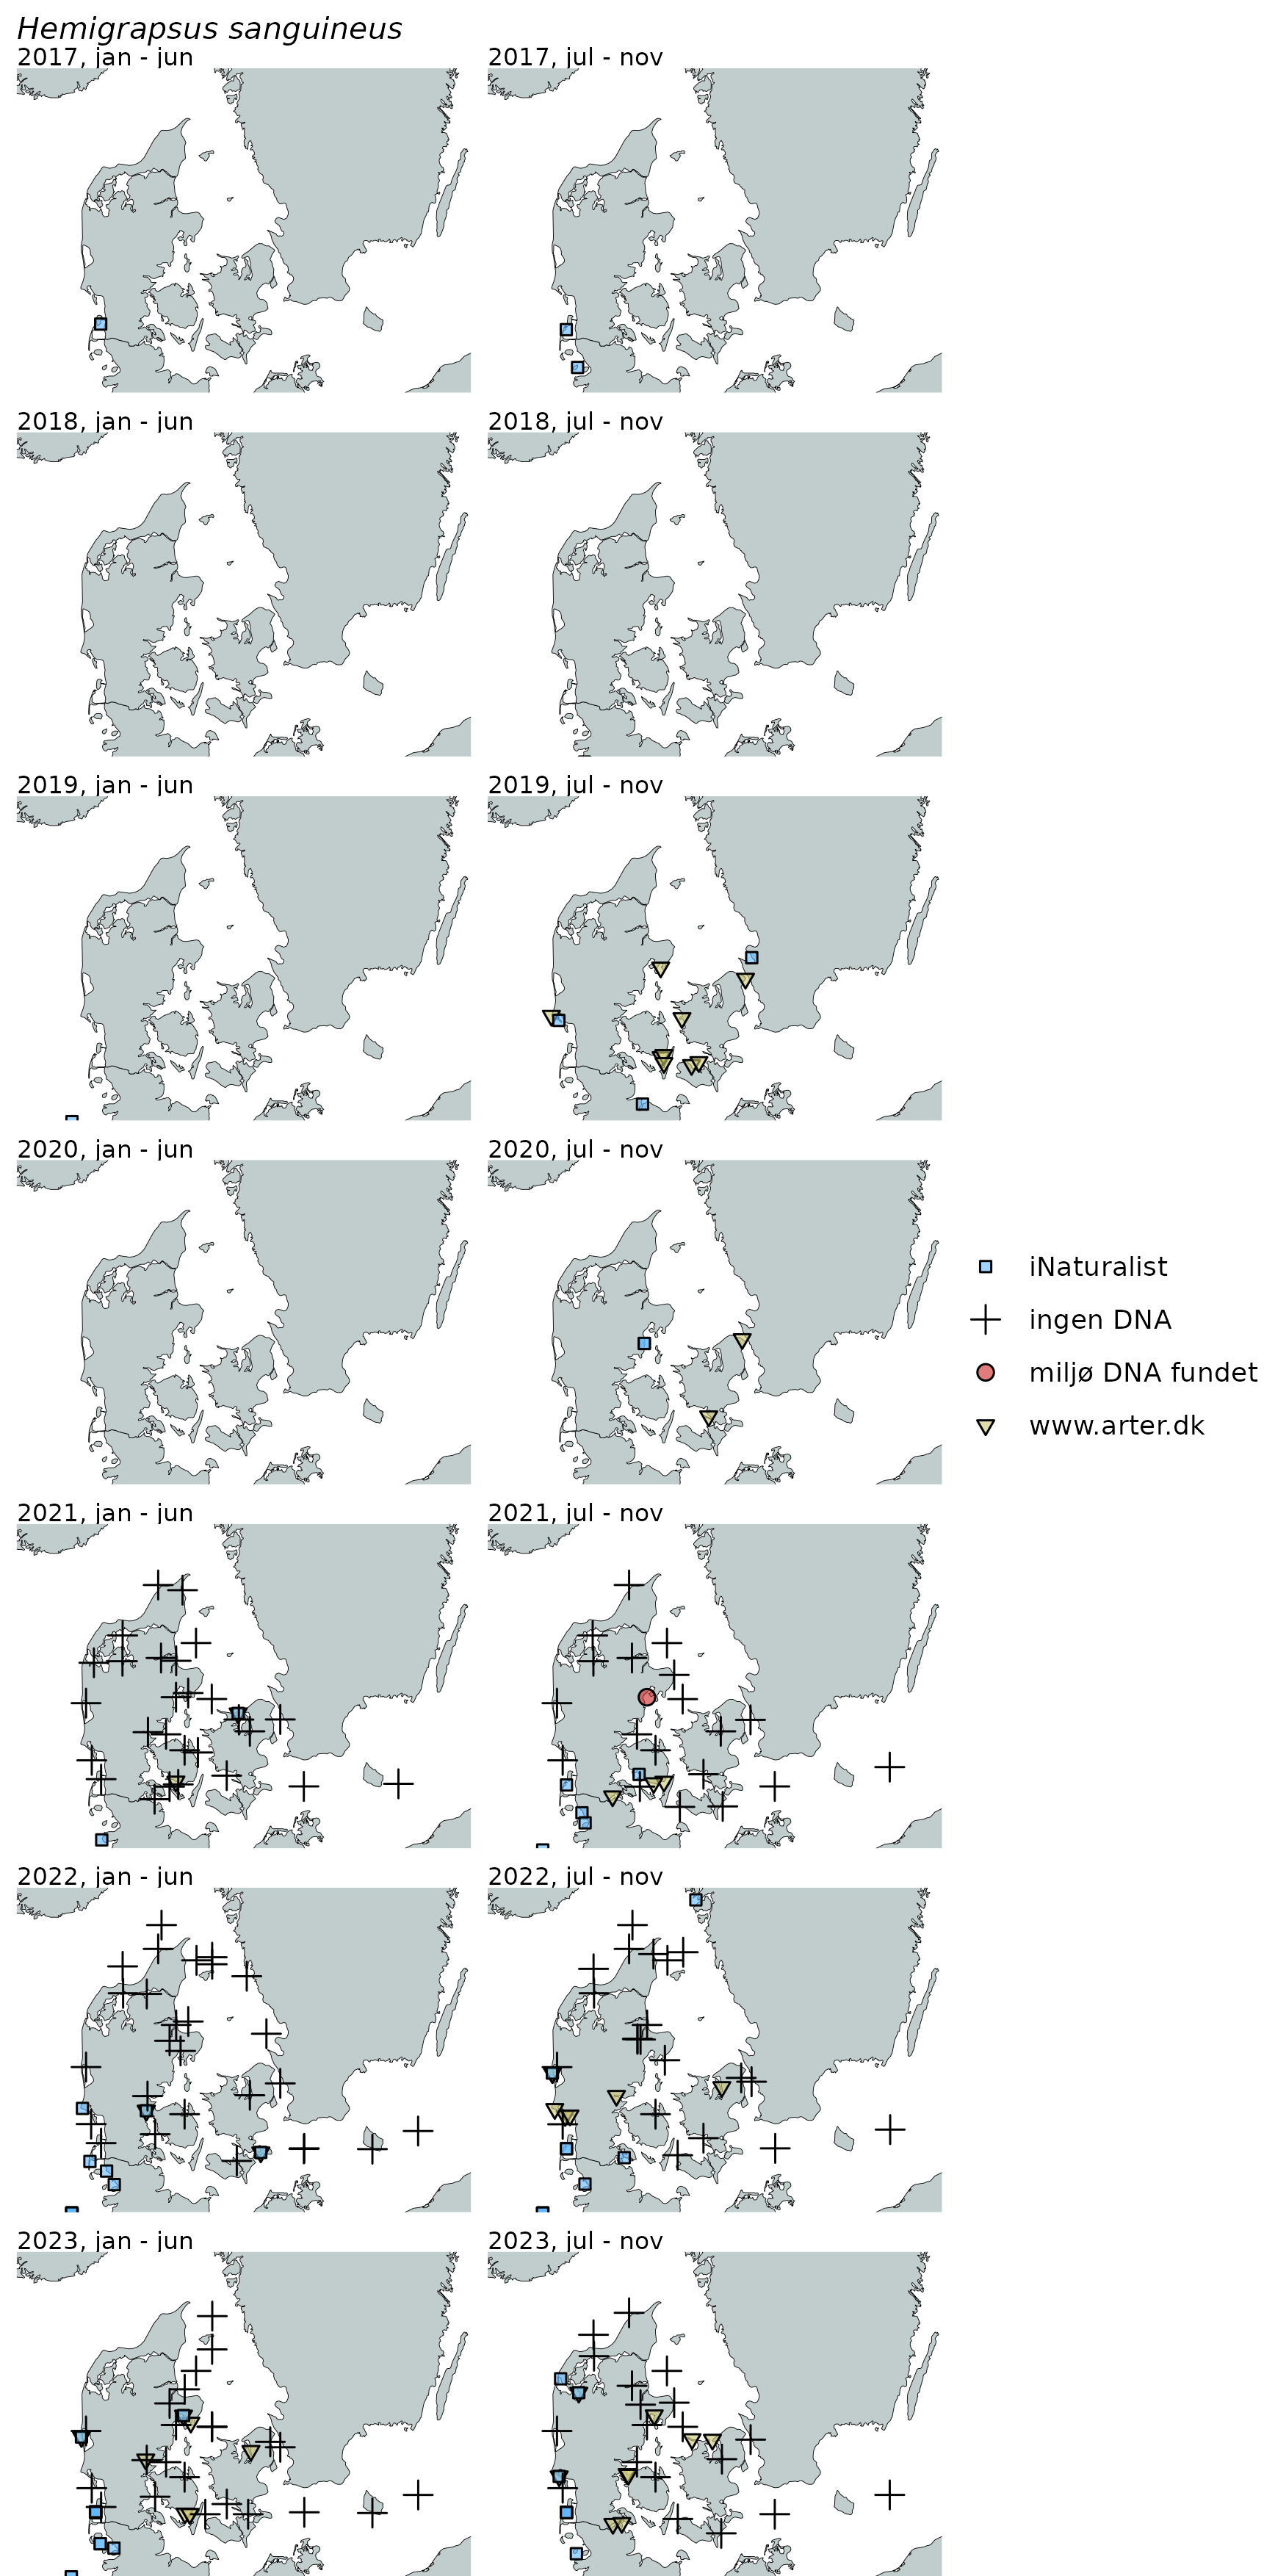 Hemigrapsus sanguineus
2017, jan - jun
2017, jul - nov
2018, jan - jun
2018, jul - nov
2019, jan - jun
2019, jul - nov
2020, jan - jun
2020, jul - nov
iNaturalist
ingen DNA
miljø DNA fundet
www.arter.dk
2021, jan - jun
2021, jul - nov
2022, jan - jun
2022, jul - nov
2023, jan - jun
2023, jul - nov